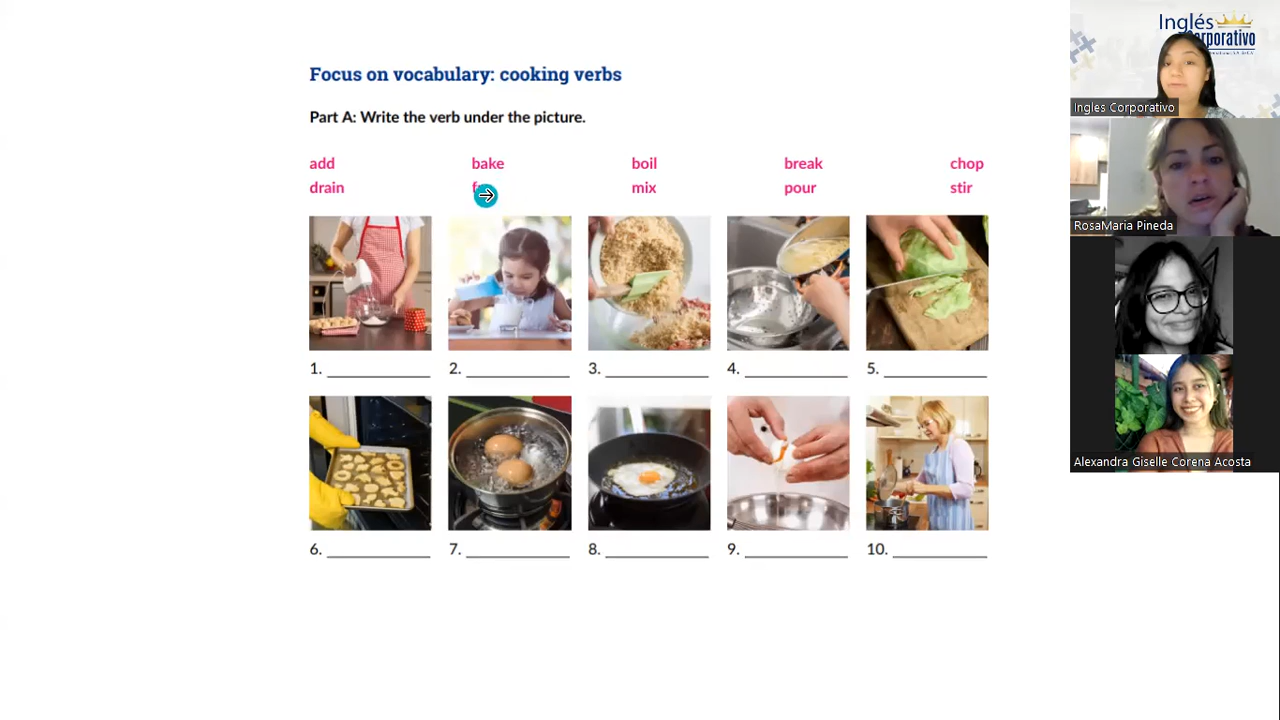 Inglés
Corporativo
Focus on vocabulary: cooking verbs
Ingles Corporativo
Part A: Write the verb under the picture.
add bake boil break chop
drain mix pour stir
RosaMaria Pineda
1. 2. 3. 4. 5.
Alexandra Giselle Corena Acosta
6. 7. 8. 9. 10.